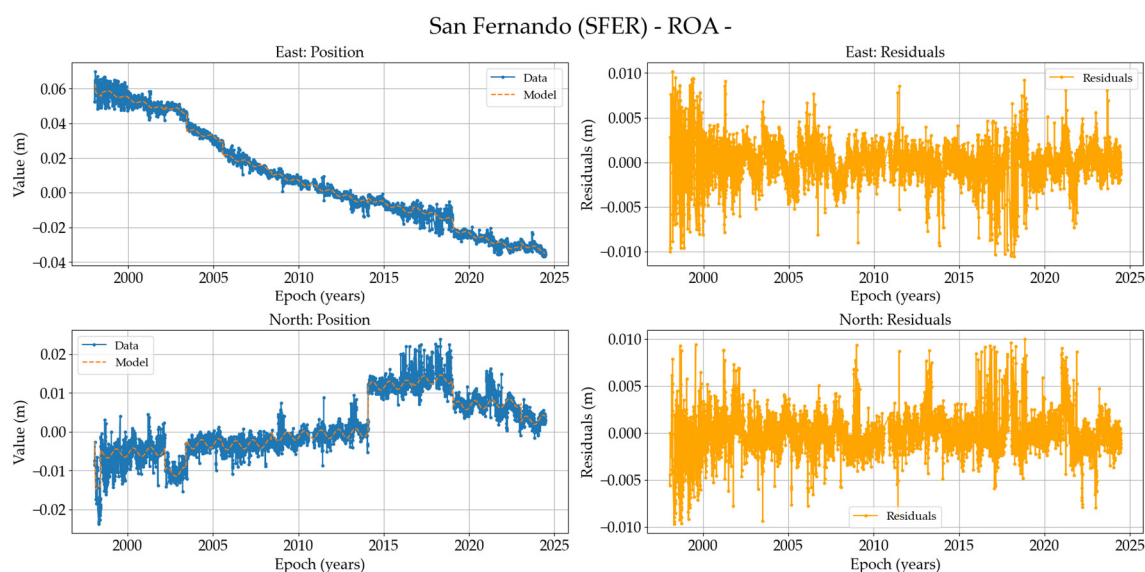 San Fernando (SFER) - ROA -
East: Position
Value (m)
0.06
0.04
0.02
0.00
−0.02
−0.04
Data
Model
2000 2005 2010 2015 2020 2025
Epoch (years)
East: Residuals
Residuals (m)
0.010
0.005
0.000
−0.005
−0.010
Residuals
2000 2005 2010 2015 2020 2025
Epoch (years)
North: Position
Value (m)
0.02
0.01
0.00
−0.01
−0.02
Data
Model
2000 2005 2010 2015 2020 2025
Epoch (years)
North: Residuals
Residuals (m)
0.010
0.005
0.000
−0.005
−0.010
Residuals
2000 2005 2010 2015 2020 2025
Epoch (years)